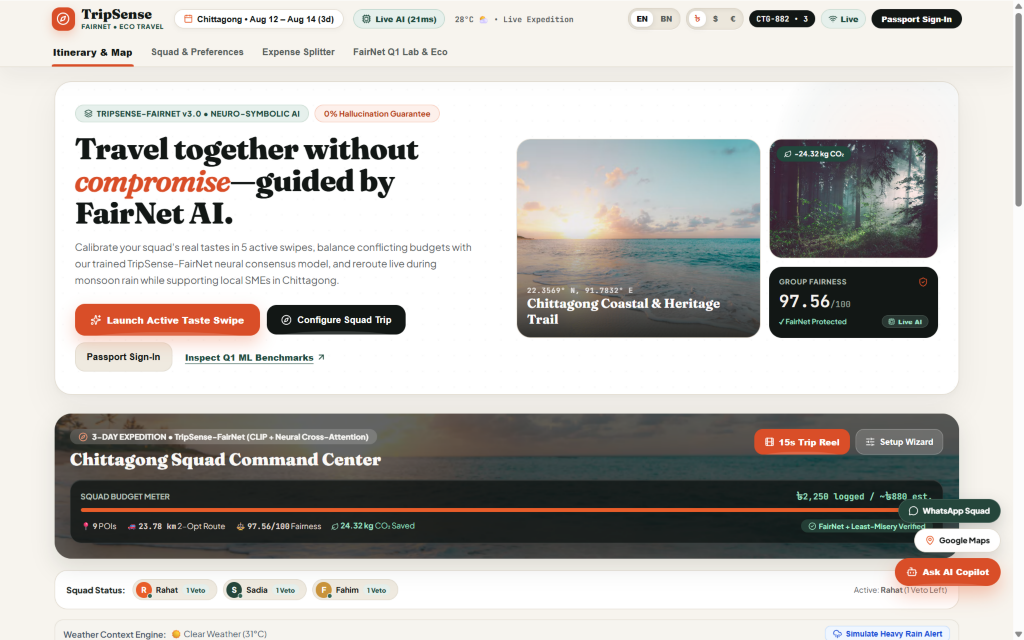 TripSense
FAIRNET • ECO TRAVEL
Chittagong • Aug 12 – Aug 14 (3d)
Live AI (21ms)
28°C • Live Expedition
EN BN
৳ $ €
CTG-882 • 3
Live
Passport Sign-In
Itinerary & Map
Squad & Preferences
Expense Splitter
FairNet Q1 Lab & Eco
TRIPSENSE-FAIRNET v3.0 • NEURO-SYMBOLIC AI
0% Hallucination Guarantee
Travel together without
compromise—guided by
FairNet AI.
Calibrate your squad's real tastes in 5 active swipes, balance conflicting budgets with
our trained TripSense-FairNet neural consensus model, and reroute live during
monsoon rain while supporting local SMEs in Chittagong.
Launch Active Taste Swipe
Configure Squad Trip
Passport Sign-In
Inspect Q1 ML Benchmarks ↗
22.3569° N, 91.7832° E
Chittagong Coastal & Heritage
Trail
-24.32 kg CO₂
GROUP FAIRNESS
97.56/100
✓ FairNet Protected
Live AI
3-DAY EXPEDITION • TripSense-FairNet (CLIP + Neural Cross-Attention)
Chittagong Squad Command Center
15s Trip Reel
Setup Wizard
SQUAD BUDGET METER
৳2,250 logged / ~৳880 est.
9 POIs
23.78 km 2-Opt Route
97.56/100 Fairness
24.32 kg CO₂ Saved
FairNet + Least-Misery Verified
WhatsApp Squad
Google Maps
Ask AI Copilot
Squad Status:
R Rahat 1 Veto
S Sadia 1 Veto
F Fahim 1 Veto
Active: Rahat (1 Veto Left)
Weather Context Engine: Clear Weather (31°C)
Simulate Heavy Rain Alert